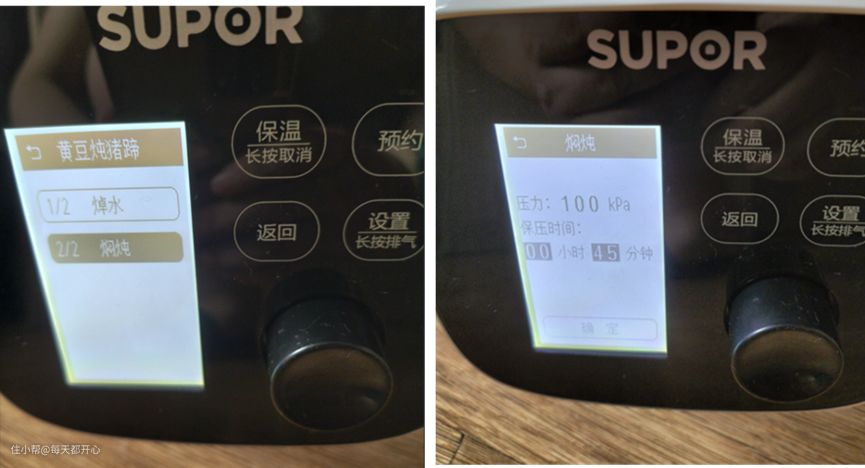 SUPOR
黄豆炖猪蹄
1/2 焯水
2/2 焖炖
保温
长按取消
预约
返回
设置
长按排气
住小帮@每天都开心
SUPOR
焖炖
压力：100 kPa
保压时间：
00 小时 45 分钟
确定
保温
长按取消
预约
返回
设置
长按排气